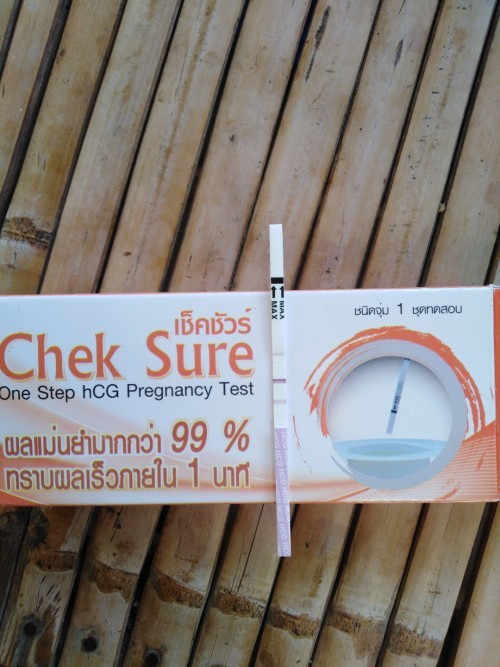 เช็คชัวร์
Chek Sure
One Step hCG Pregnancy Test
ผลแม่นยำมากกว่า 99 %
ทราบผลเร็วภายใน 1 นาที
MAX
MAX
ชนิดจุ่ม 1 ชุดทดสอบ